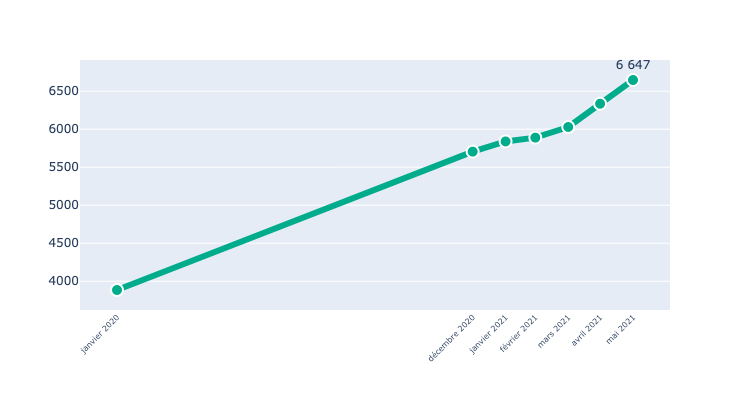 6 647
6500
6000
5500
5000
4500
4000
janvier 2020
décembre 2020
janvier 2021
février 2021
mars 2021
avril 2021
mai 2021